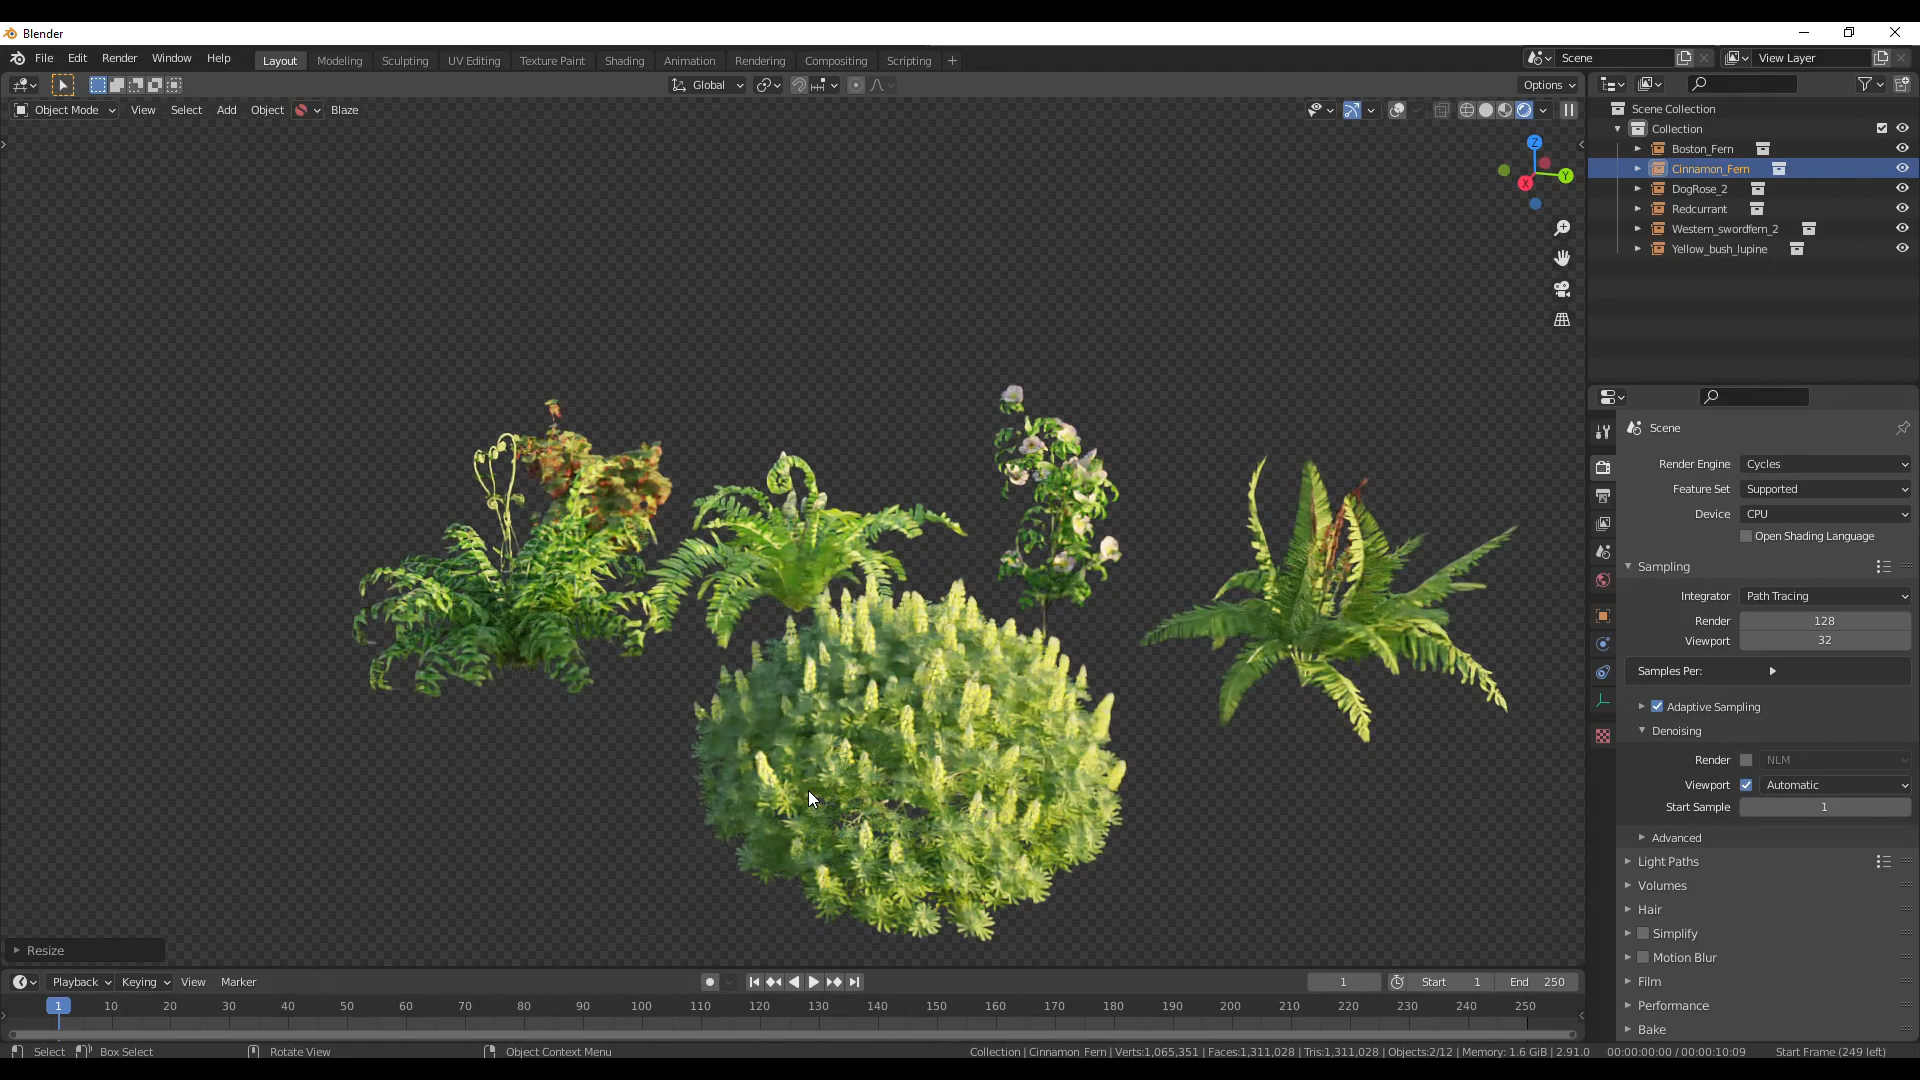 Blender
File Edit Render Window Help Layout Modeling Sculpting UV Editing Texture Paint Shading Animation Rendering Compositing Scripting + Scene View Layer
Global Options
Object Mode View Select Add Object Blaze
Z
Y
X
Scene Collection
Collection
Boston_Fern
Cinnamon_Fern
DogRose_2
Redcurrant
Western_swordfern_2
Yellow_bush_lupine
Scene
Render Engine Cycles
Feature Set Supported
Device CPU
Open Shading Language
Sampling
Integrator Path Tracing
Render 128
Viewport 32
Samples Per:
Adaptive Sampling
Denoising
Render NLM
Viewport Automatic
Start Sample 1
Advanced
Light Paths
Volumes
Hair
Simplify
Motion Blur
Film
Performance
Bake
Resize
Playback Keying View Marker 1 Start 1 End 250
1 10 20 30 40 50 60 70 80 90 100 110 120 130 140 150 160 170 180 190 200 210 220 230 240 250
Select Box Select Rotate View Object Context Menu Collection | Cinnamon_Fern | Verts:1,065,351 | Faces:1,311,028 | Tris:1,311,028 | Objects:2/12 | Memory: 1.6 GiB | 2.91.0 00:00:00:00 / 00:00:10:09 Start Frame (249 left)